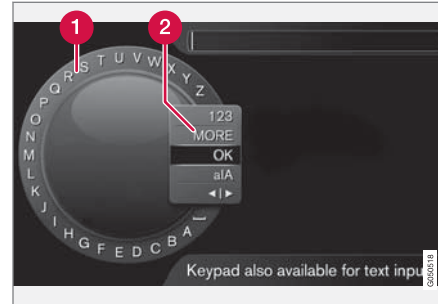 1
2
A B C D E F G H I J K L M N O P Q R S T U V W X Y Z
123
MORE
OK
a|A
◄|►
Keypad also available for text inpu
G050518